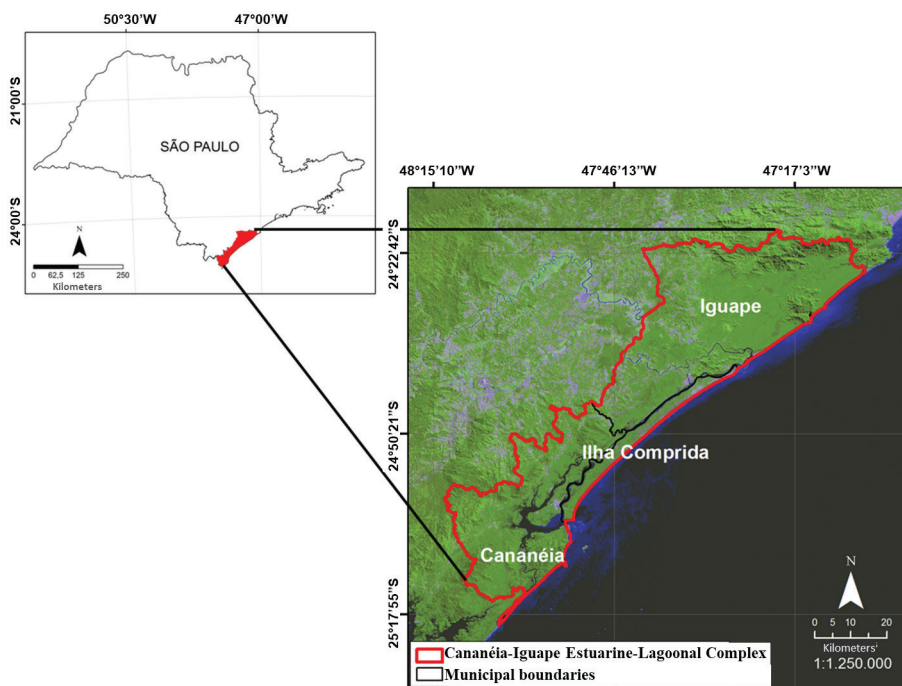 50°30’W 47°00’W
21°00’S
SÃO PAULO
24°00’S
N
0 62,5 125 250
Kilometers
48°15’10”W 47°46’13”W 47°17’3”W
24°22’42”S
Iguape
24°50’21”S
Ilha Comprida
Cananéia
25°17’55”S
N
0 5 10 20
Kilometers
1:1.250.000
Cananéia-Iguape Estuarine-Lagoonal Complex
Municipal boundaries